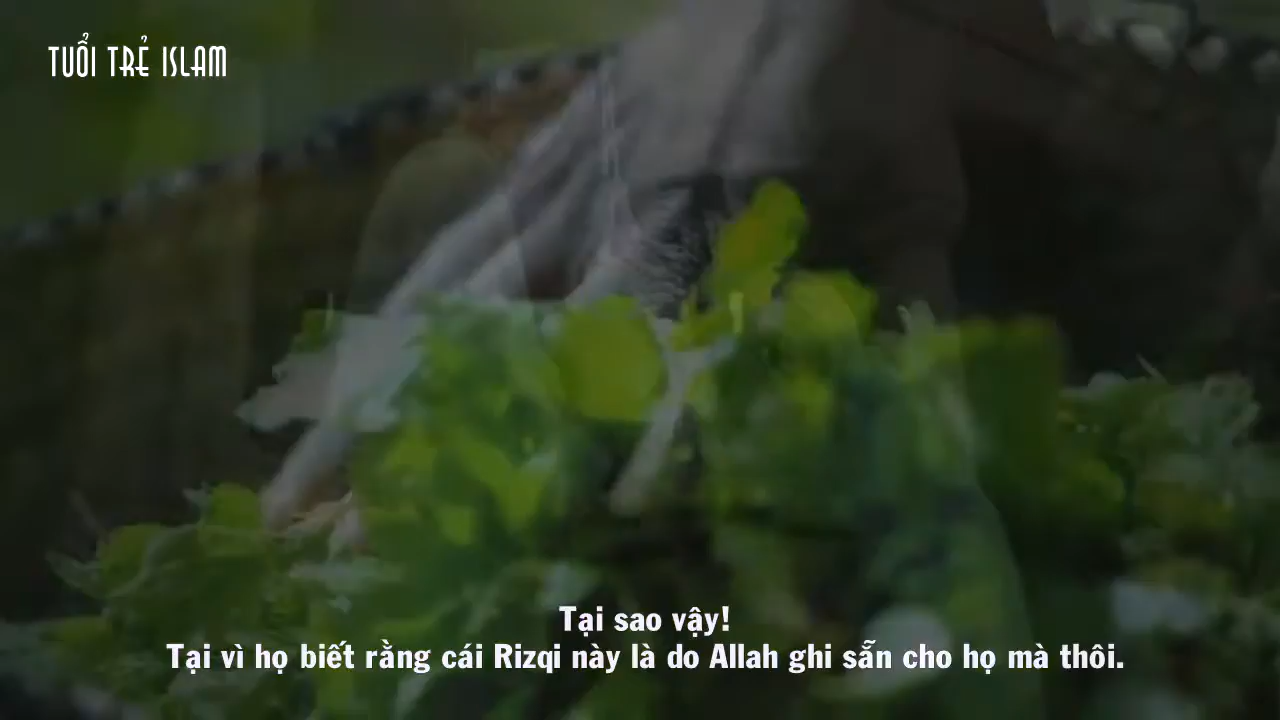 TUỔI TRẺ ISLAM
Tại sao vậy!
Tại vì họ biết rằng cái Rizqi này là do Allah ghi sẵn cho họ mà thôi.